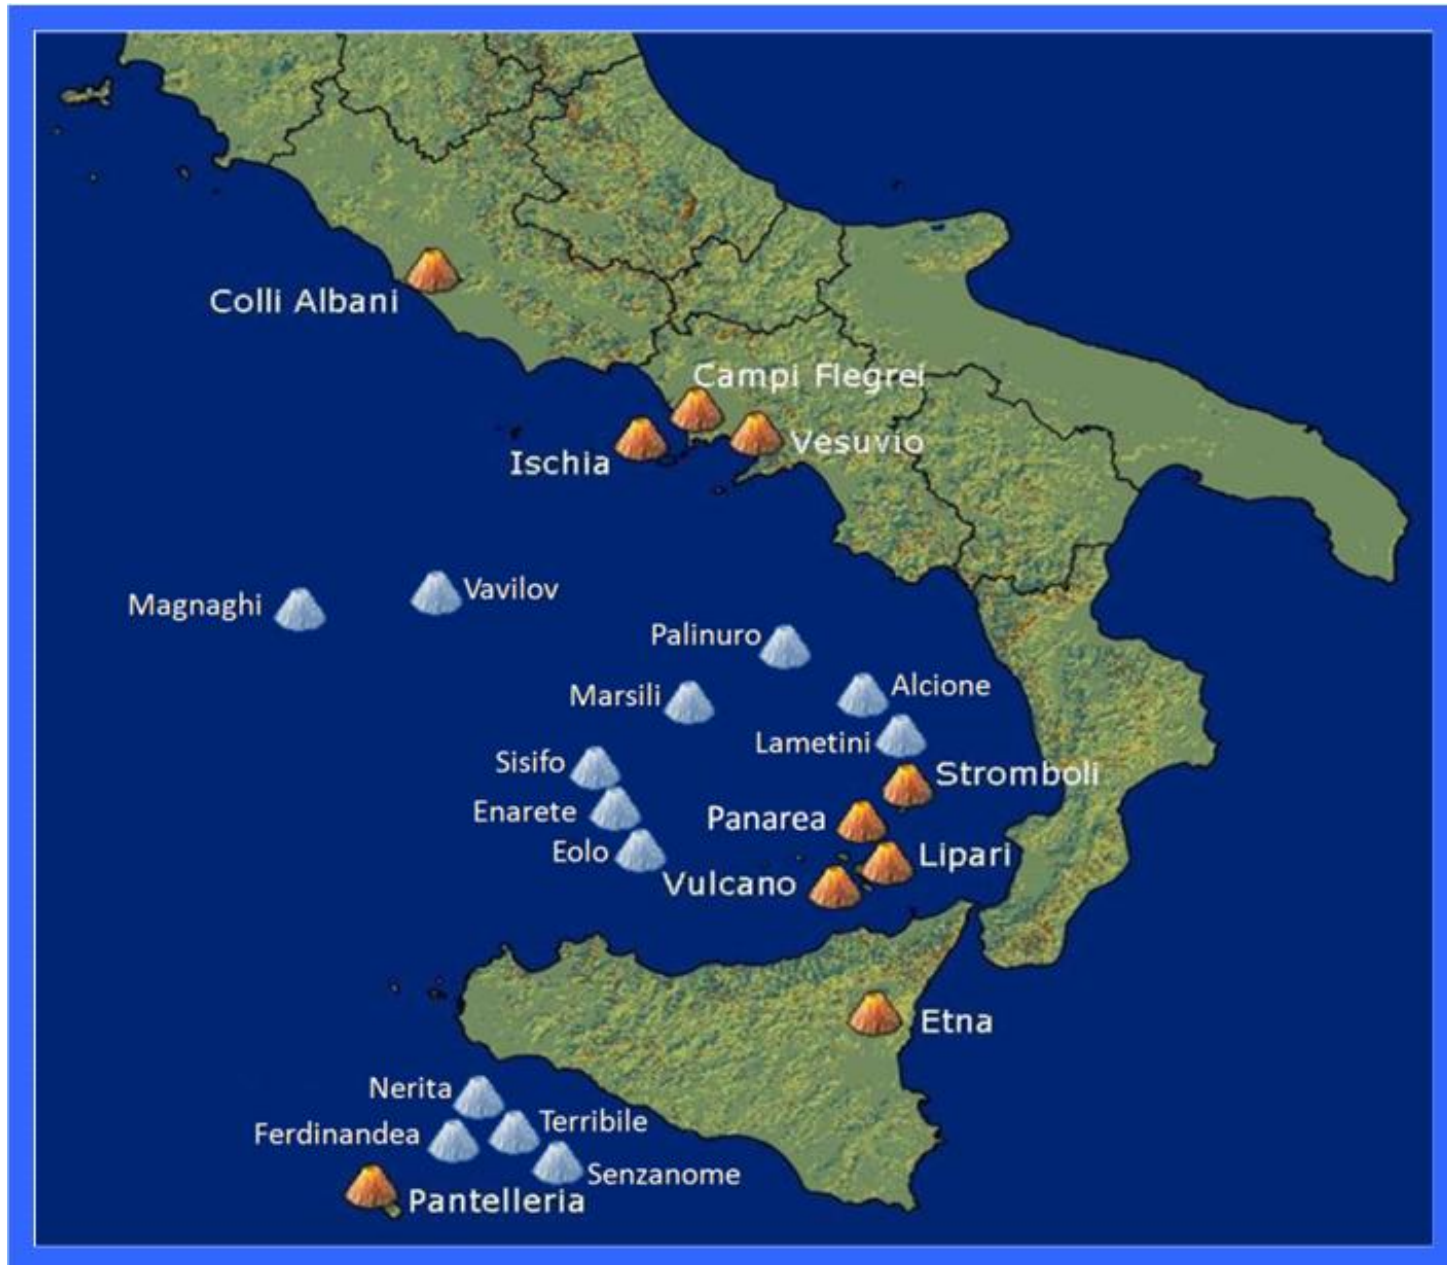 Colli Albani
Campi Flegrei
Vesuvio
Ischia
Vavilov
Magnaghi
Palinuro
Alcione
Marsili
Lametini
Sisifo
Stromboli
Enarete
Panarea
Eolo
Lipari
Vulcano
Etna
Nerita
Terribile
Ferdinandea
Senzanome
Pantelleria